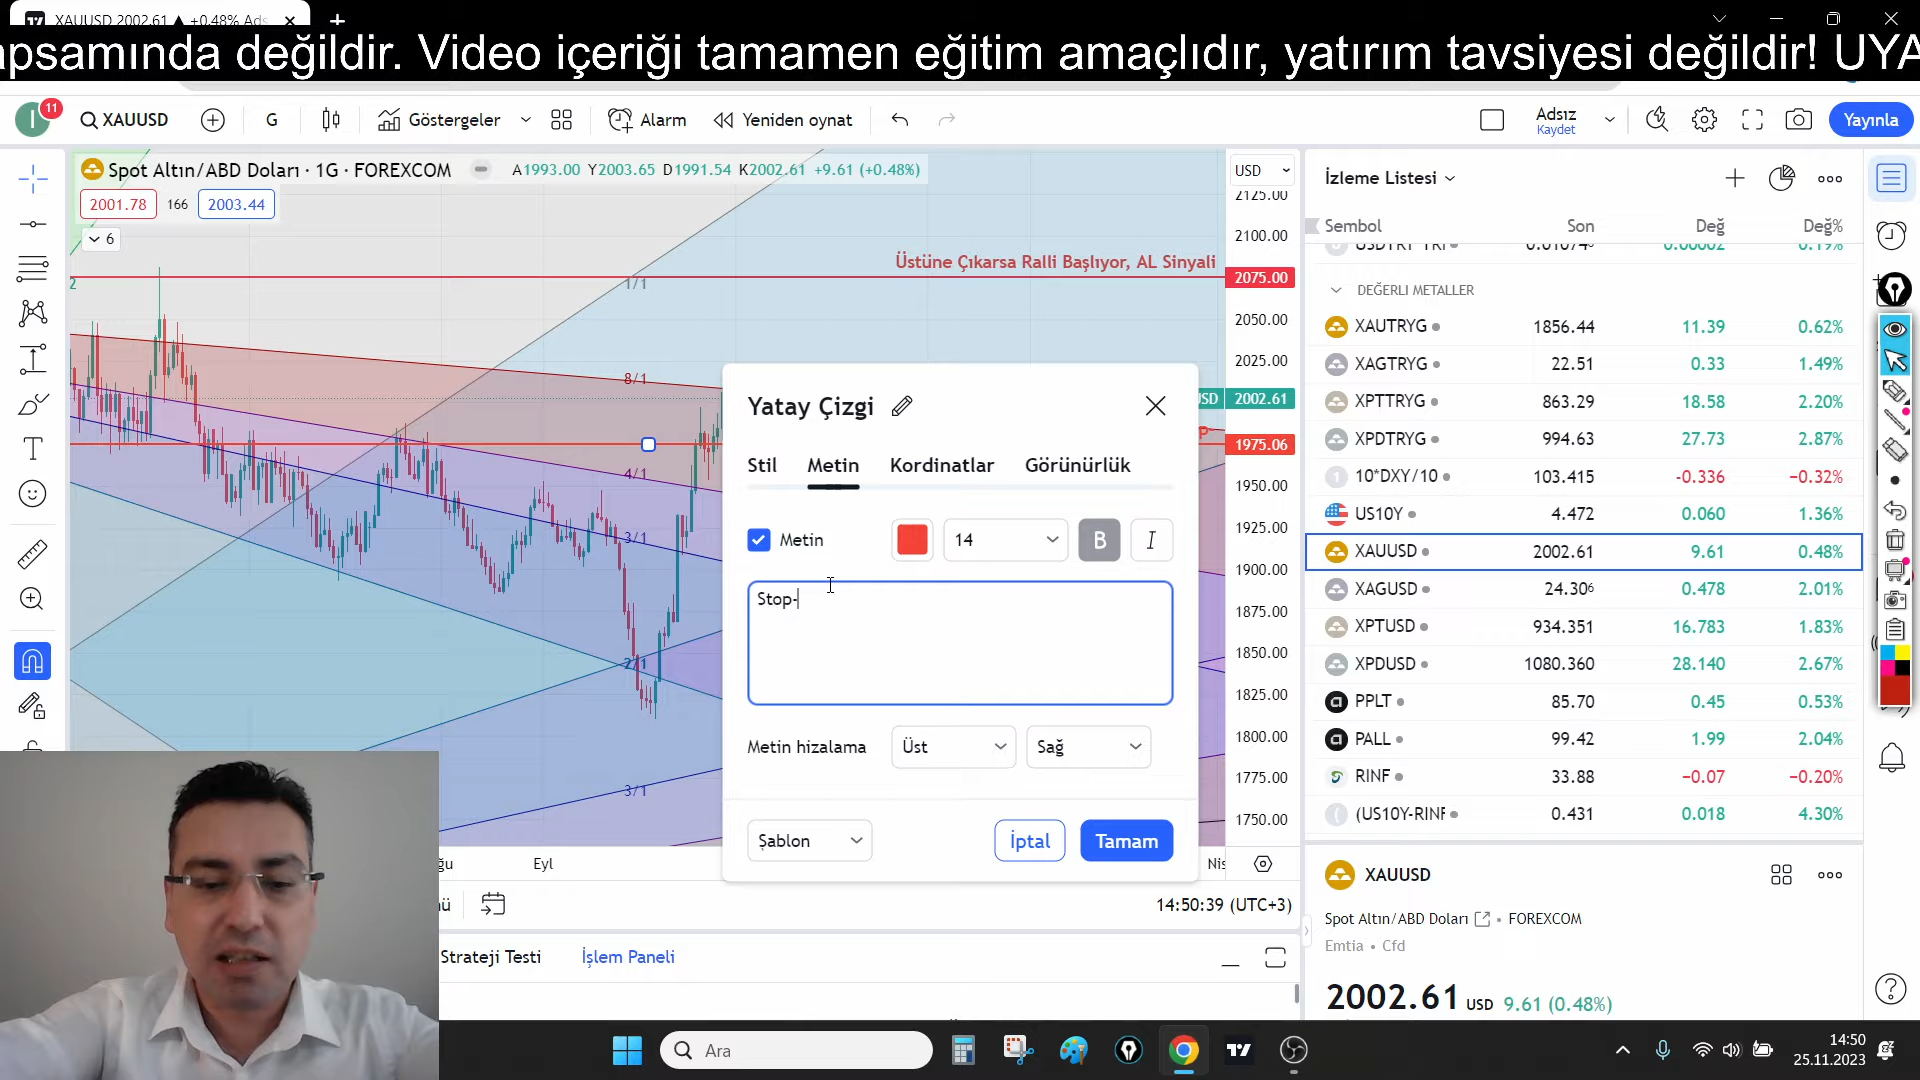 XAUUSD 2002.61 ▲ +0.48% Ads
apsamında değildir. Video içeriği tamamen eğitim amaçlıdır, yatırım tavsiyesi değildir! UYA
11
I
XAUUSD
G
Göstergeler
Alarm
Yeniden oynat
Adsız
Kaydet
Yayınla
Spot Altın/ABD Doları · 1G · FOREXCOM
A1993.00 Y2003.65 D1991.54 K2002.61 +9.61 (+0.48%)
2001.78
166
2003.44
6
USD
2125.00
2100.00
Üstüne Çıkarsa Ralli Başlıyor, AL Sinyali
2075.00
2
1/1
2050.00
2025.00
8/1
SD
2002.61
p-
1975.06
4/1
1950.00
1925.00
3/1
1900.00
1875.00
1850.00
2/1
1825.00
1800.00
1775.00
3/1
1750.00
ğu
Eyl
Nis
Yatay Çizgi
Stil
Metin
Kordinatlar
Görünürlük
Metin
14
B
I
Stop-
Metin hizalama
Üst
Sağ
Şablon
İptal
Tamam
ü
14:50:39 (UTC+3)
Strateji Testi
İşlem Paneli
İzleme Listesi
Sembol Son Değ Değ%
DEĞERLI METALLER
XAUTRYG 1856.44 11.39 0.62%
XAGTRYG 22.51 0.33 1.49%
XPTTRYG 863.29 18.58 2.20%
XPDTRYG 994.63 27.73 2.87%
1 10*DXY/10 103.415 -0.336 −0.32%
US10Y 4.472 0.060 1.36%
XAUUSD 2002.61 9.61 0.48%
XAGUSD 24.306 0.478 2.01%
XPTUSD 934.351 16.783 1.83%
XPDUSD 1080.360 28.140 2.67%
PPLT 85.70 0.45 0.53%
PALL 99.42 1.99 2.04%
RINF 33.88 −0.07 −0.20%
( (US10Y-RINF 0.431 0.018 4.30%
XAUUSD
Spot Altın/ABD Doları • FOREXCOM
Emtia • Cfd
2002.61 USD 9.61 (0.48%)
Ara
14:50
25.11.2023